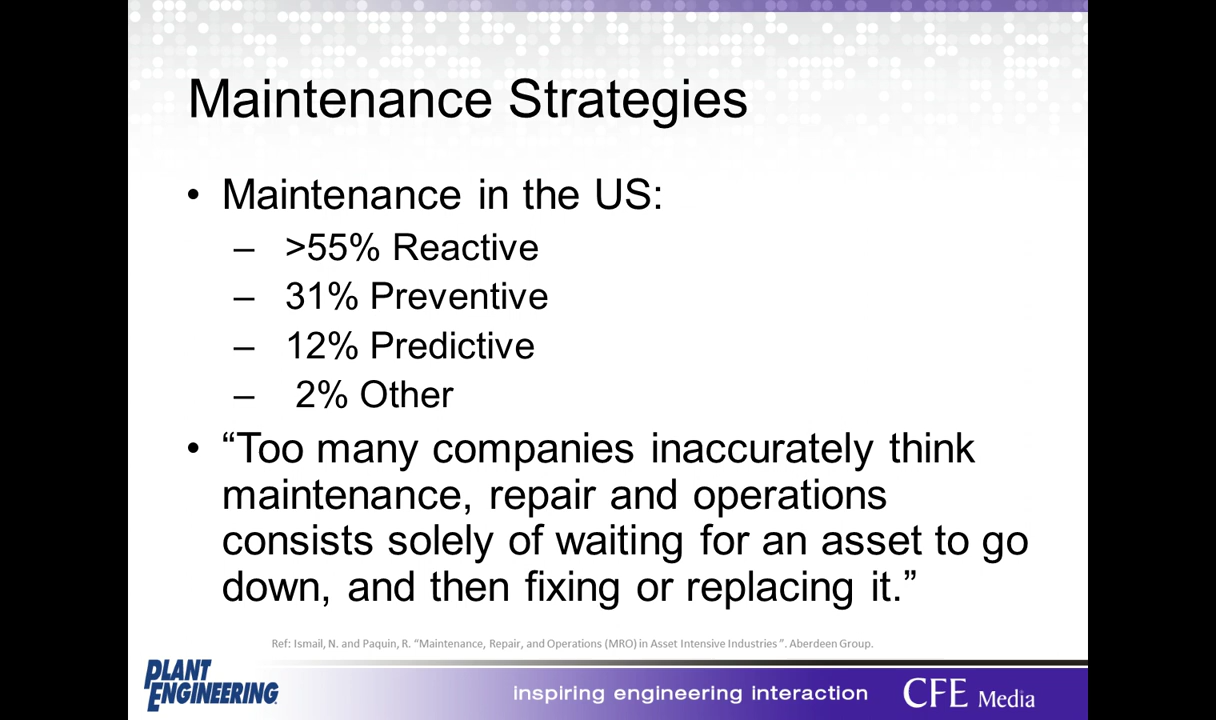 Maintenance Strategies
• Maintenance in the US:
– >55% Reactive
– 31% Preventive
– 12% Predictive
– 2% Other
• “Too many companies inaccurately think
maintenance, repair and operations
consists solely of waiting for an asset to go
down, and then fixing or replacing it.”
Ref: Ismail, N. and Paquin, R. “Maintenance, Repair, and Operations (MRO) in Asset Intensive Industries”. Aberdeen Group.
PLANT
ENGINEERING
inspiring engineering interaction
CFE Media